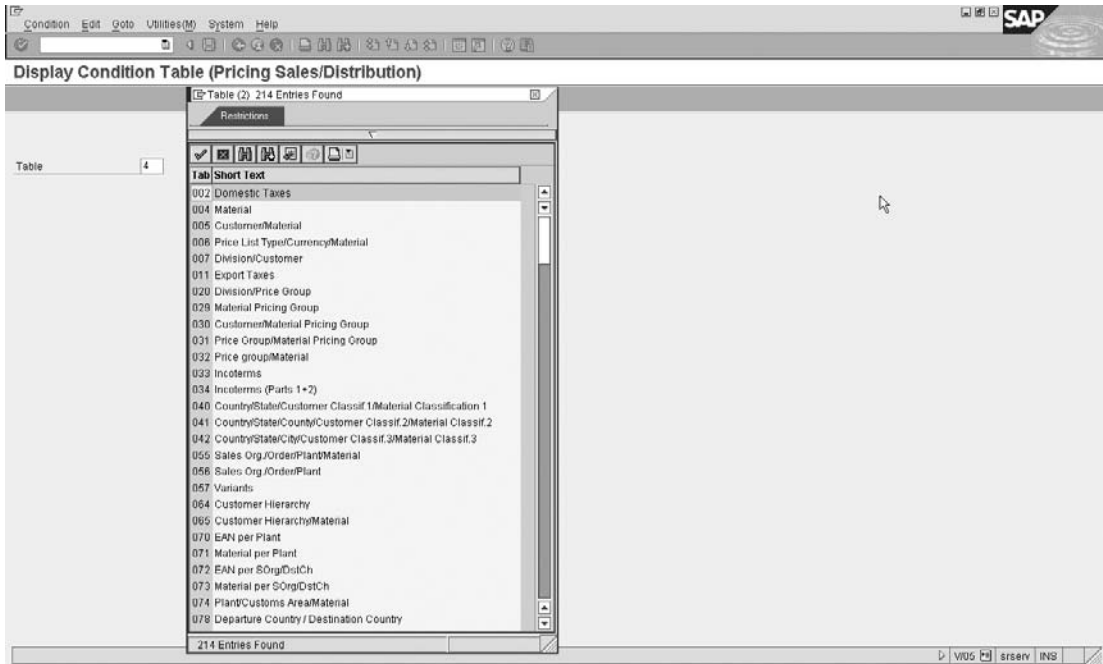 Condition Edit Goto Utilities(M) System Help
SAP
Display Condition Table (Pricing Sales/Distribution)
Table (2) 214 Entries Found
Restrictions
Table 4
Tab Short Text
002 Domestic Taxes
004 Material
005 Customer/Material
006 Price List Type/Currency/Material
007 Division/Customer
011 Export Taxes
020 Division/Price Group
029 Material Pricing Group
030 Customer/Material Pricing Group
031 Price Group/Material Pricing Group
032 Price group/Material
033 Incoterms
034 Incoterms (Parts 1+2)
040 Country/State/Customer Classif.1/Material Classification 1
041 Country/State/County/Customer Classif.2/Material Classif.2
042 Country/State/City/Customer Classif.3/Material Classif.3
055 Sales Org./Order/Plant/Material
056 Sales Org./Order/Plant
057 Variants
064 Customer Hierarchy
065 Customer Hierarchy/Material
070 EAN per Plant
071 Material per Plant
072 EAN per SOrg/DstCh
073 Material per SOrg/DstCh
074 Plant/Customs Area/Material
078 Departure Country / Destination Country
214 Entries Found
V/05 srserv INS